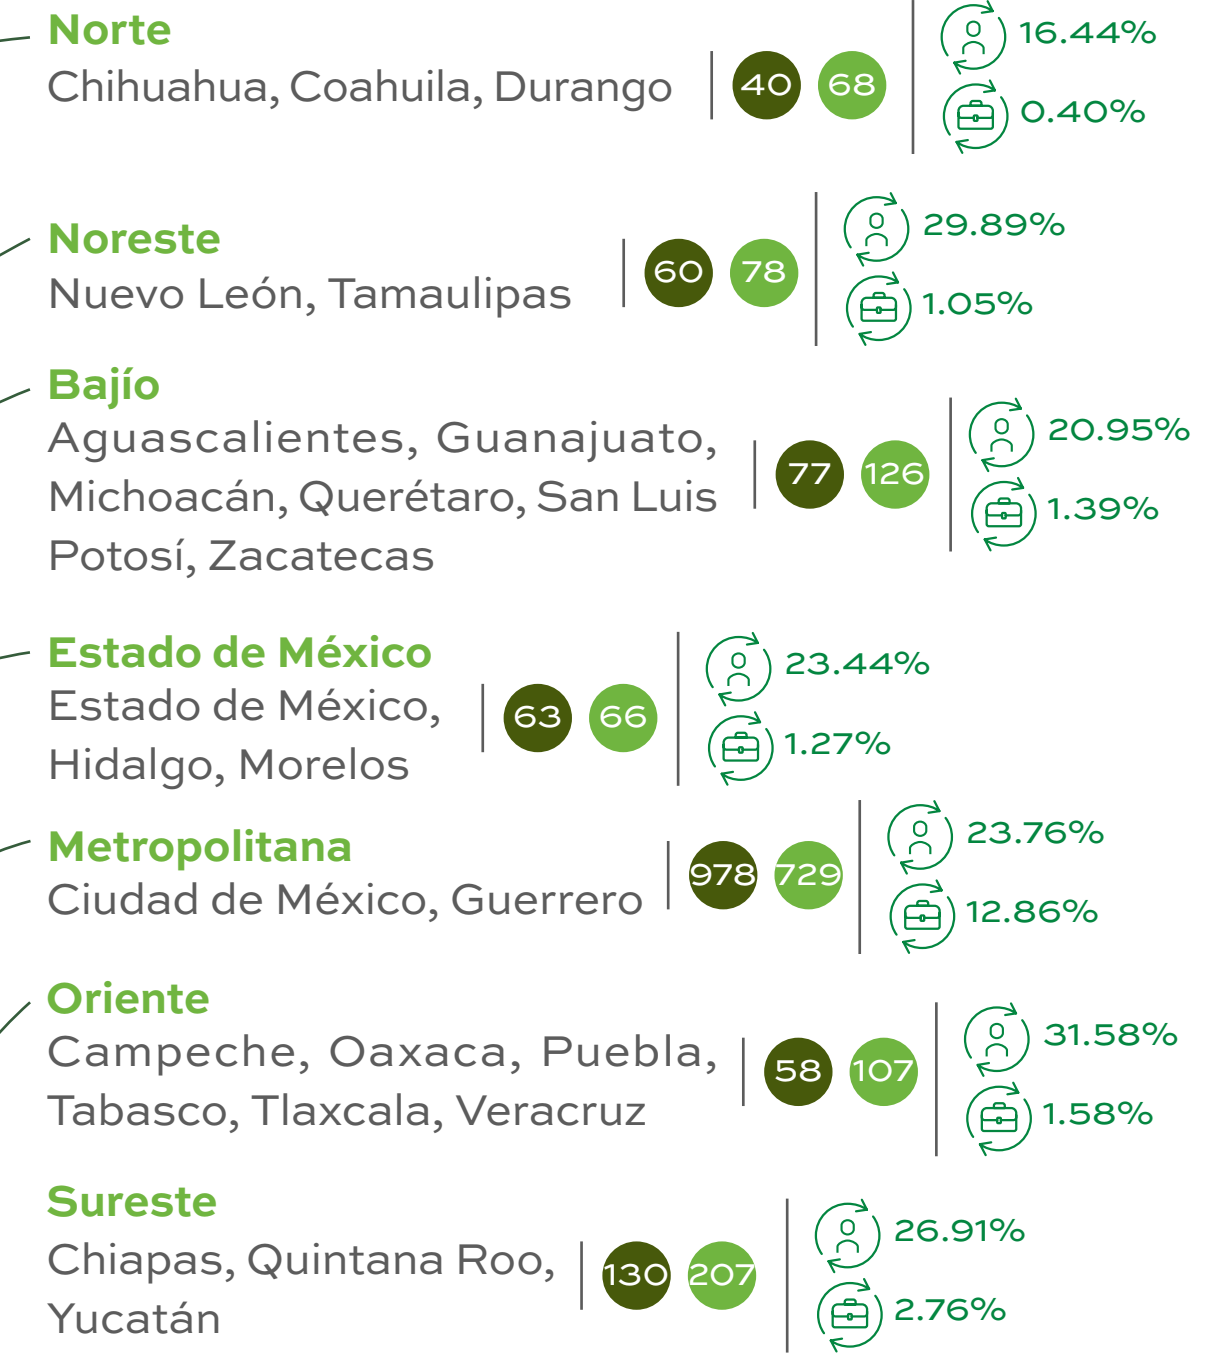 Norte
Chihuahua, Coahuila, Durango
40 68
16.44%
0.40%
Noreste
Nuevo León, Tamaulipas
60 78
29.89%
1.05%
Bajío
Aguascalientes, Guanajuato,
Michoacán, Querétaro, San Luis
Potosí, Zacatecas
77 126
20.95%
1.39%
Estado de México
Estado de México,
Hidalgo, Morelos
63 66
23.44%
1.27%
Metropolitana
Ciudad de México, Guerrero
978 729
23.76%
12.86%
Oriente
Campeche, Oaxaca, Puebla,
Tabasco, Tlaxcala, Veracruz
58 107
31.58%
1.58%
Sureste
Chiapas, Quintana Roo,
Yucatán
130 207
26.91%
2.76%